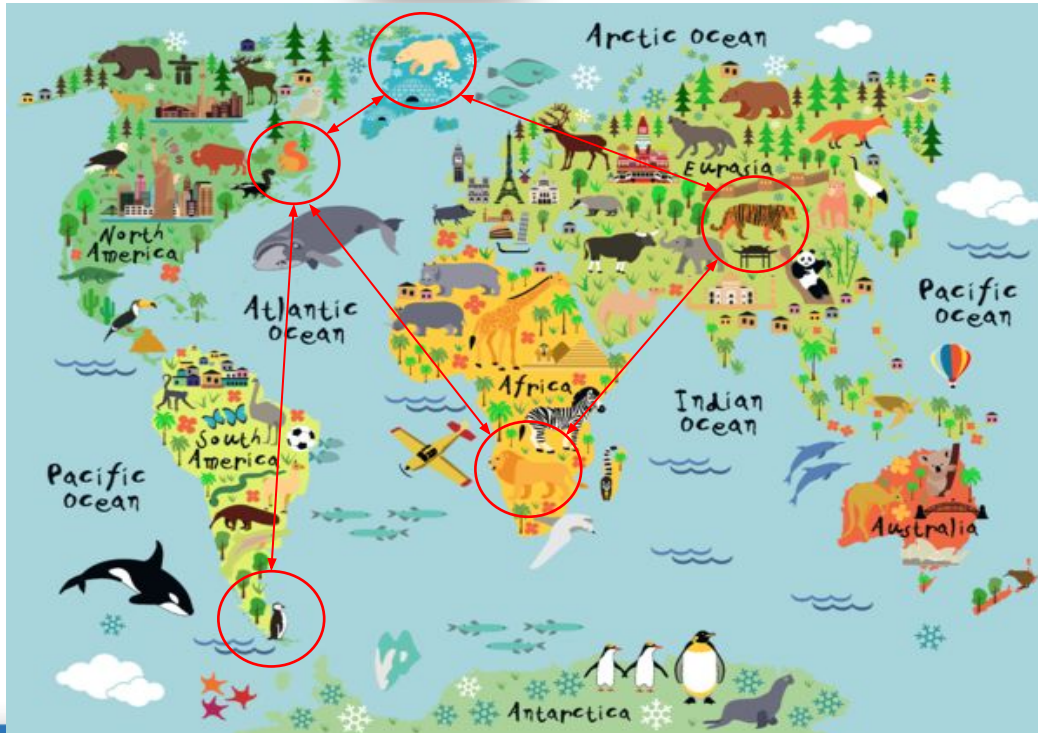 Arctic Ocean
Eurasia
North
America
Atlantic
Ocean
Pacific
Ocean
Africa
Indian
Ocean
South
America
Pacific
Ocean
Australia
Antarctica